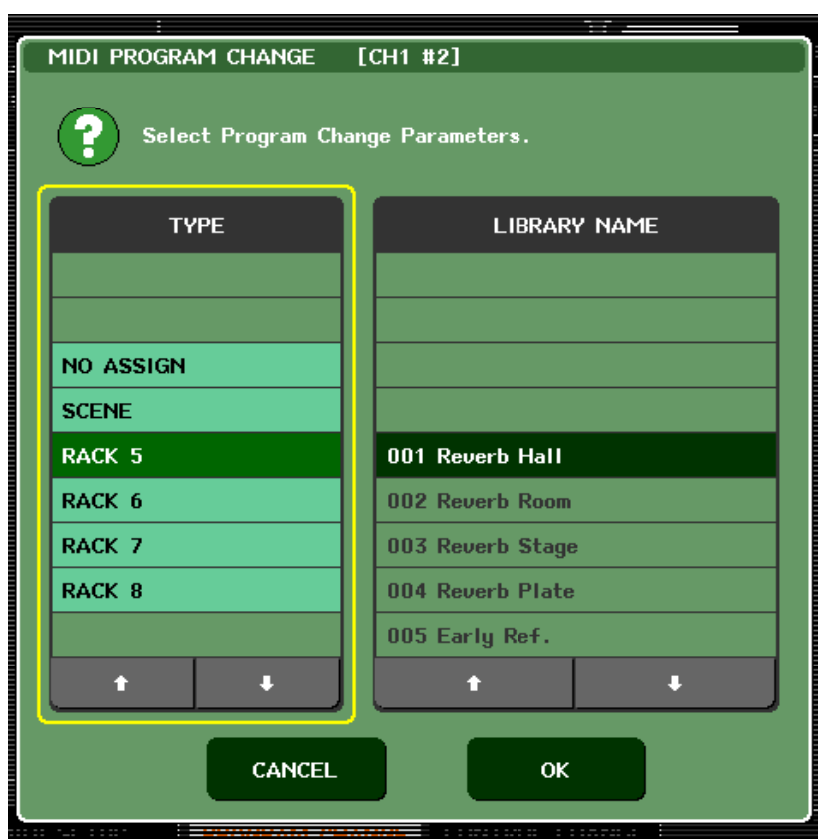 MIDI PROGRAM CHANGE [CH1 #2]
Select Program Change Parameters.
TYPE
NO ASSIGN
SCENE
RACK 5
RACK 6
RACK 7
RACK 8
LIBRARY NAME
001 Reverb Hall
002 Reverb Room
003 Reverb Stage
004 Reverb Plate
005 Early Ref.
CANCEL
OK